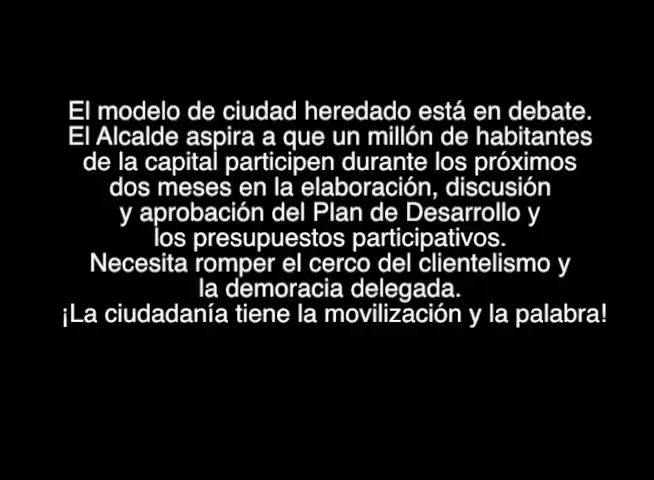 El modelo de ciudad heredado está en debate.
El Alcalde aspira a que un millón de habitantes
de la capital participen durante los próximos
dos meses en la elaboración, discusión
y aprobación del Plan de Desarrollo y
los presupuestos participativos.
Necesita romper el cerco del clientelismo y
la demoracia delegada.
¡La ciudadanía tiene la movilización y la palabra!